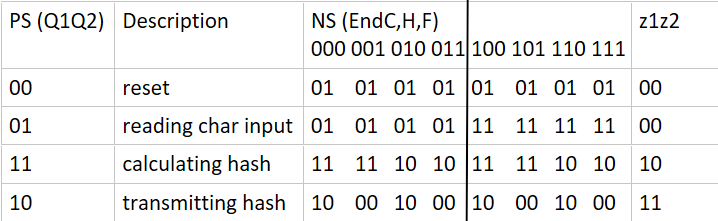 PS (Q1Q2) Description NS (EndC,H,F) z1z2
000 001 010 011 100 101 110 111
00 reset 01 01 01 01 01 01 01 01 00
01 reading char input 01 01 01 01 11 11 11 11 00
11 calculating hash 11 11 10 10 11 11 10 10 10
10 transmitting hash 10 00 10 00 10 00 10 00 11